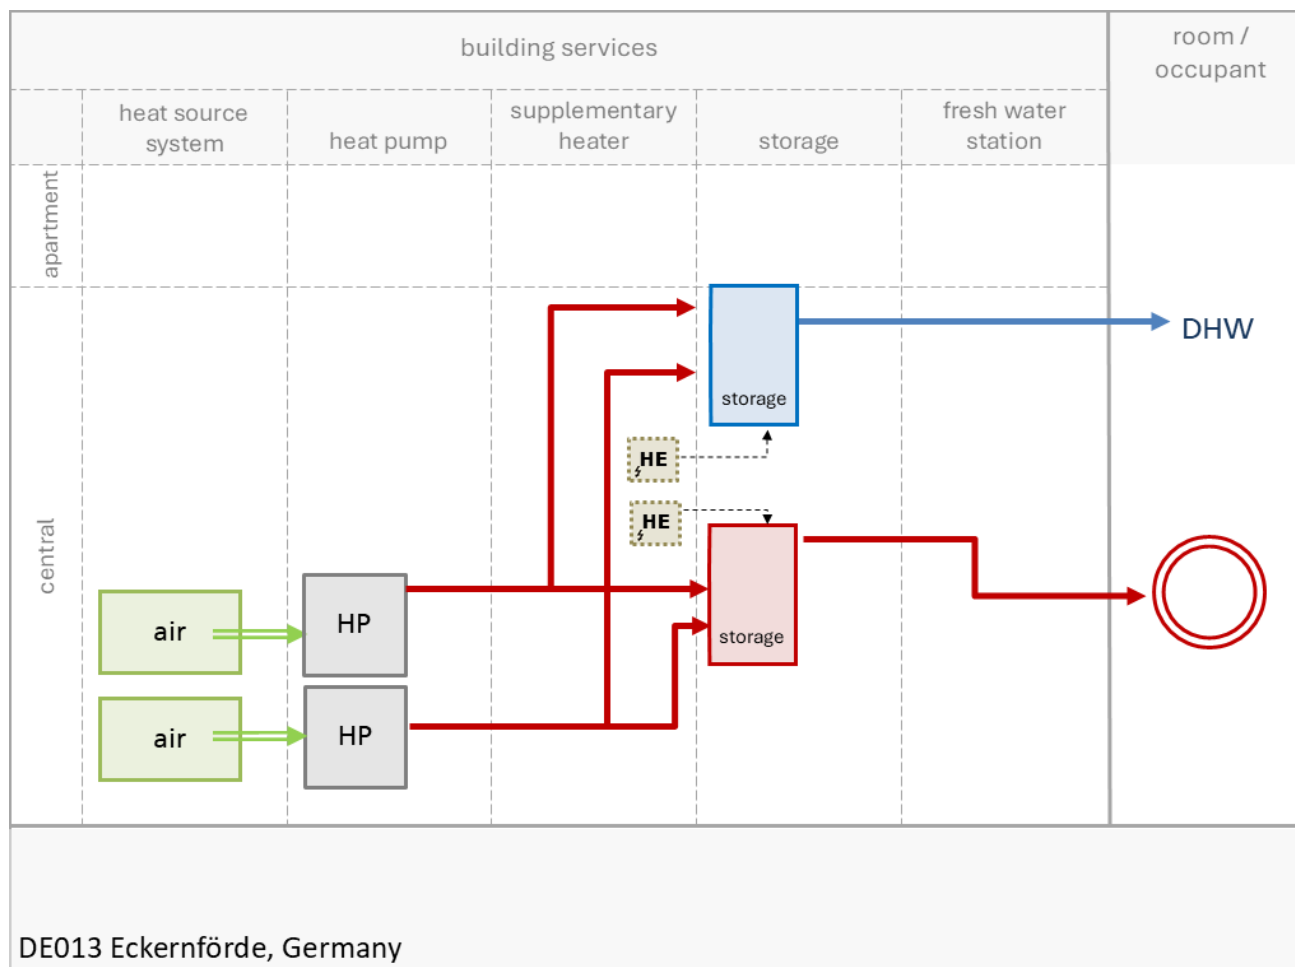 building services
room /
occupant
heat source
system
heat pump
supplementary
heater
storage
fresh water
station
apartment
central
DHW
storage
HE
HE
storage
air
HP
air
HP
DE013 Eckernförde, Germany